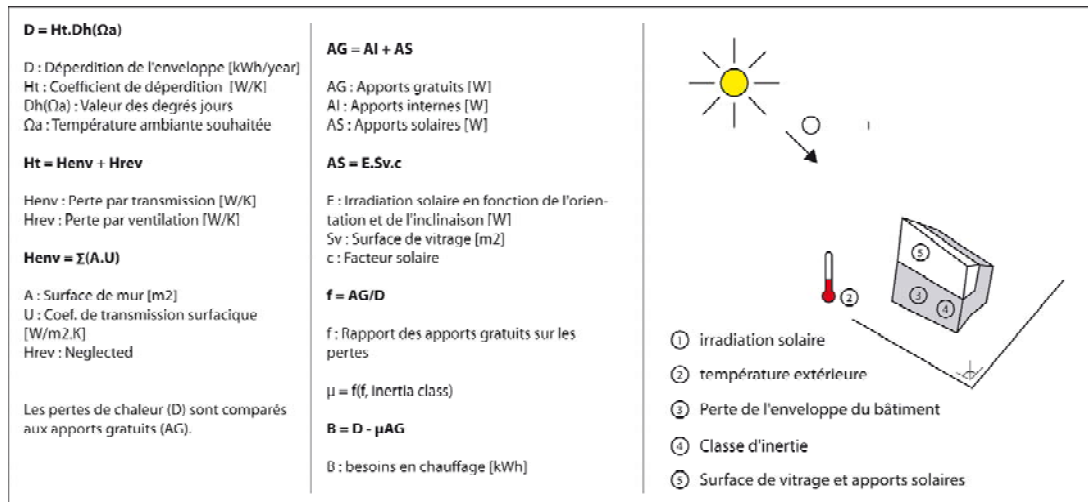 D = Ht.Dh(Ωa)
D : Déperdition de l'enveloppe [kWh/year]
Ht : Coefficient de déperdition [W/K]
Dh(Ωa) : Valeur des degrés jours
Ωa : Température ambiante souhaitée
Ht = Henv + Hrev
Henv : Perte par transmission [W/K]
Hrev : Perte par ventilation [W/K]
Henv = Σ(A.U)
A : Surface de mur [m2]
U : Coef. de transmission surfacique
[W/m2.K]
Hrev : Neglected
Les pertes de chaleur (D) sont comparés
aux apports gratuits (AG).
AG = AI + AS
AG : Apports gratuits [W]
AI : Apports internes [W]
AS : Apports solaires [W]
AS = E.Sv.c
E : Irradiation solaire en fonction de l'orien-
tation et de l'inclinaison [W]
Sv : Surface de vitrage [m2]
c : Facteur solaire
f = AG/D
f : Rapport des apports gratuits sur les
pertes
μ = f(f, inertia class)
B = D - μAG
B : besoins en chauffage [kWh]
5
3
4
2
1 irradiation solaire
2 température extérieure
3 Perte de l'enveloppe du bâtiment
4 Classe d'inertie
5 Surface de vitrage et apports solaires